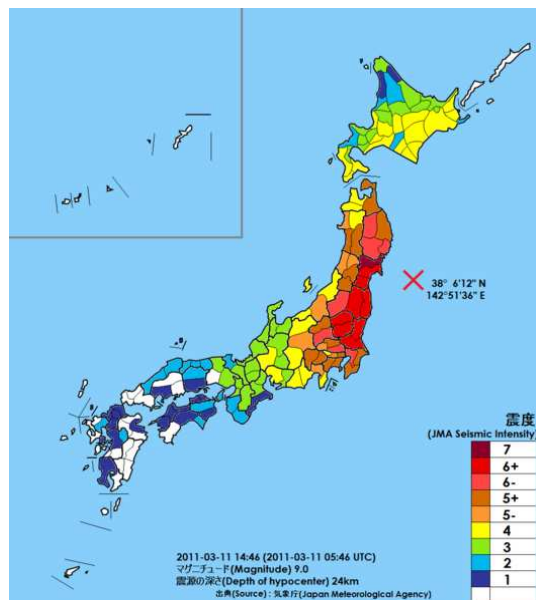 38° 6'12" N
142°51'36" E
震度
(JMA Seismic Intensity)
7
6+
6-
5+
5-
4
3
2
1
2011-03-11 14:46 (2011-03-11 05:46 UTC)
マグニチュード(Magnitude) 9.0
震源の深さ(Depth of hypocenter) 24km
出典(Source) : 気象庁(Japan Meteorological Agency)